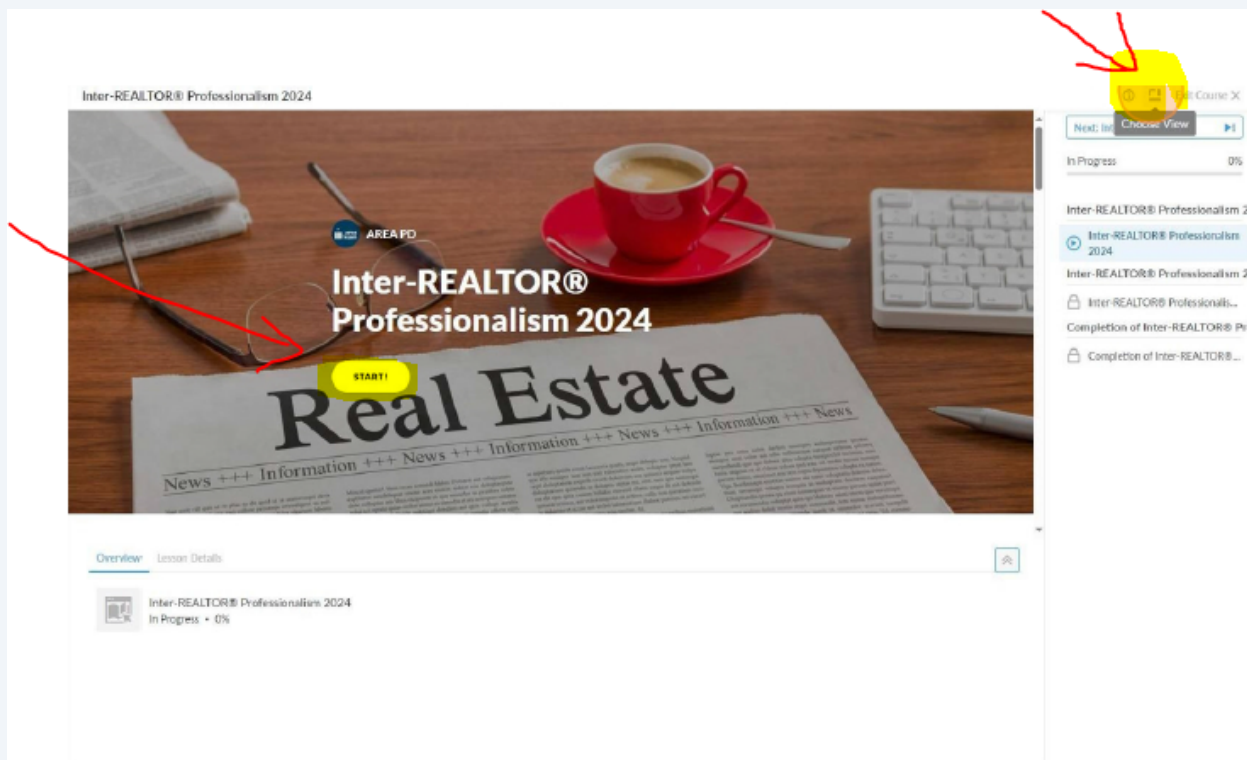 Inter-REALTOR® Professionalism 2024
Exit Course X
Choose View
Next: Int
In Progress 0%
AREA PD
Inter-REALTOR®
Professionalism 2024
START!
Real Estate
News +++ Information +++ News +++ Information +++ News
Inter-REALTOR® Professionalism 2
Inter-REALTOR® Professionalism
2024
Inter-REALTOR® Professionalism 2
Inter-REALTOR® Professionalis...
Completion of Inter-REALTOR® Pr
Completion of Inter-REALTOR®...
Overview Lesson Details
Inter-REALTOR® Professionalism 2024
In Progress • 0%